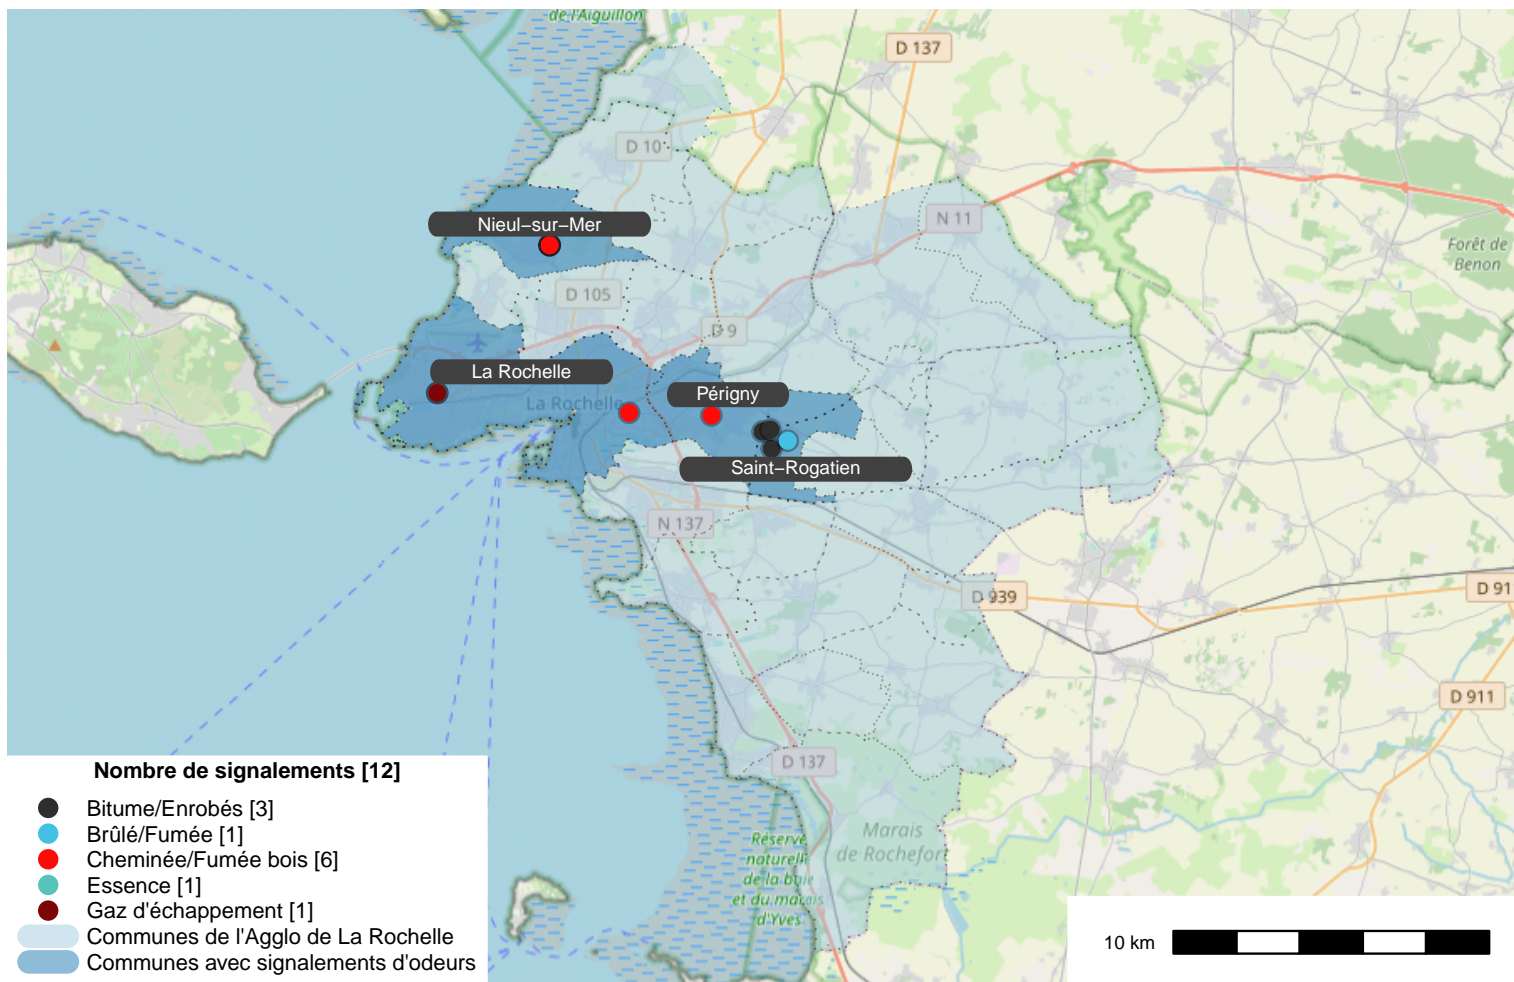 de l'Aiguillon
D 137
D 10
Nieul−sur−Mer
N 11
Forêt de
Benon
D 105
D 9
La Rochelle
Périgny
La Rochelle
Saint−Rogatien
N 137
D 939
D 91
D 911
D 137
Marais
de Rochefort
Réserve
naturell
de la baie
et du marais
d'Yves
Nombre de signalements [12]
Bitume/Enrobés [3]
Brûlé/Fumée [1]
Cheminée/Fumée bois [6]
Essence [1]
Gaz d'échappement [1]
Communes de l'Agglo de La Rochelle
Communes avec signalements d'odeurs
10 km